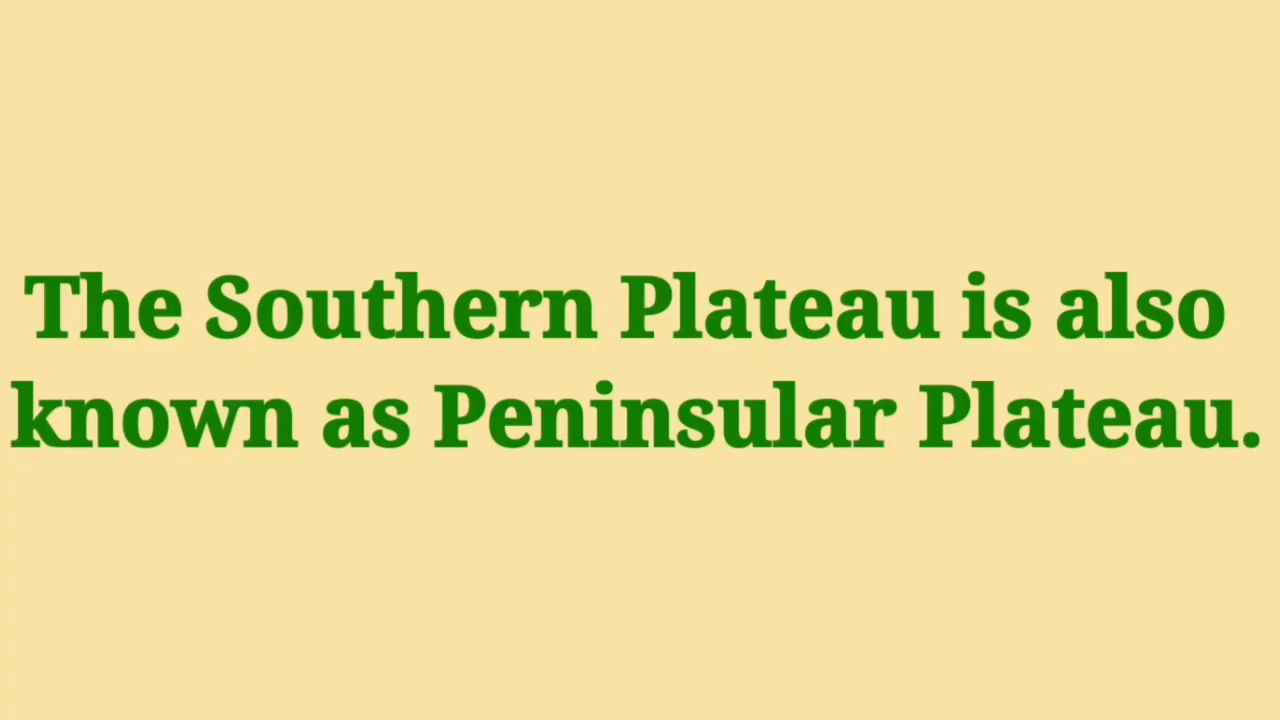 The Southern Plateau is also
known as Peninsular Plateau.